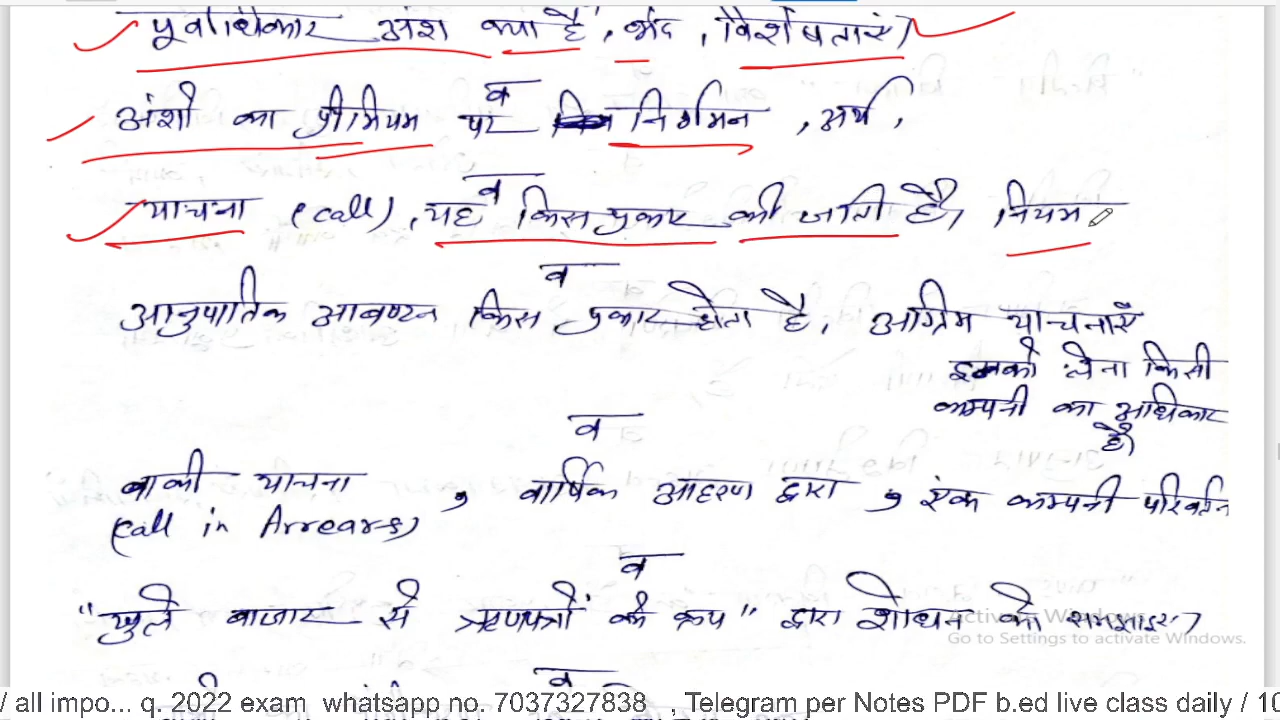 पूर्वाधिकार अंश क्या है, भेद, विशेषताएं।
व
अंशों का प्रीमियम पर निर्गमन, अर्थ,
व
याचना (call), यह किस प्रकार की जाती है, नियम
व
आनुपातिक आवण्टन किस प्रकार होता है, अग्रिम याचनाएँ
इनको लेना किसी
कम्पनी का अधिकार
है।
व
बाकी याचना, वार्षिक आहरण द्वारा, एक कम्पनी परिवर्तन
(call in Arrears)
व
"खुले बाजार से ऋणपत्रों के क्रय" द्वारा शोधन को समझाइए।
Activate Windows
Go to Settings to activate Windows.
व
/ all impo... q. 2022 exam whatsapp no. 7037327838 , Telegram per Notes PDF b.ed live class daily / 10